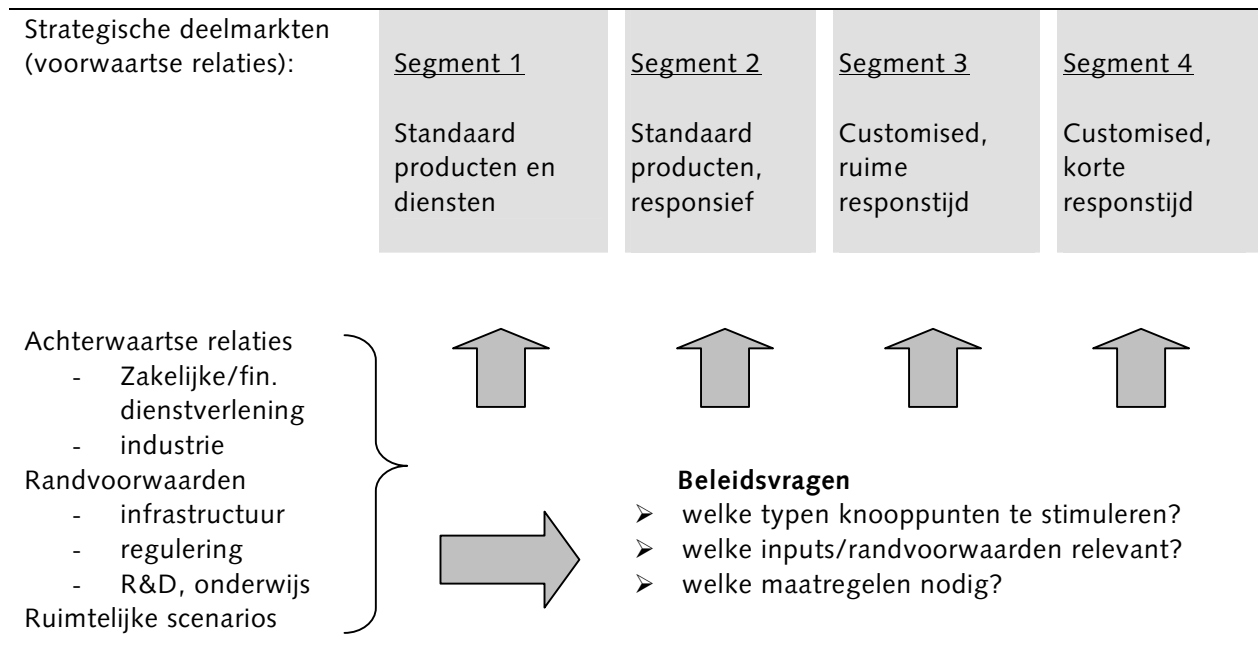 Strategische deelmarkten
(voorwaartse relaties):
Segment 1
Standaard
producten en
diensten
Segment 2
Standaard
producten,
responsief
Segment 3
Customised,
ruime
responstijd
Segment 4
Customised,
korte
responstijd
Achterwaartse relaties
- Zakelijke/fin.
dienstverlening
- industrie
Randvoorwaarden
- infrastructuur
- regulering
- R&D, onderwijs
Ruimtelijke scenarios
Beleidsvragen
➢ welke typen knooppunten te stimuleren?
➢ welke inputs/randvoorwaarden relevant?
➢ welke maatregelen nodig?